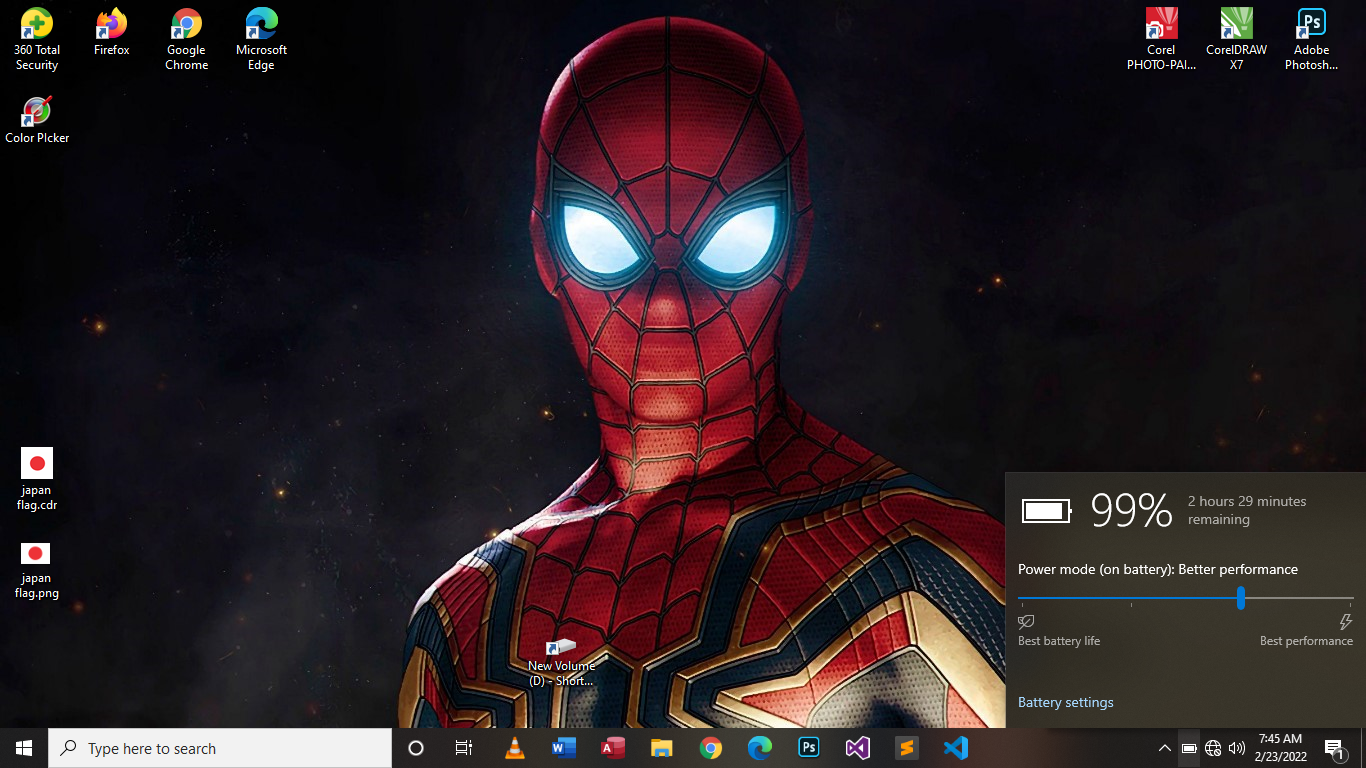 360 Total
Security
Firefox
Google
Chrome
Microsoft
Edge
Corel
PHOTO-PAI...
CorelDRAW
X7
Adobe
Photosh...
Ps
Color PIcker
japan
flag.cdr
japan
flag.png
New Volume
(D) - Short...
99%
2 hours 29 minutes
remaining
Power mode (on battery): Better performance
Best battery life
Best performance
Battery settings
Type here to search
W
A
Ps
S
7:45 AM
2/23/2022
1